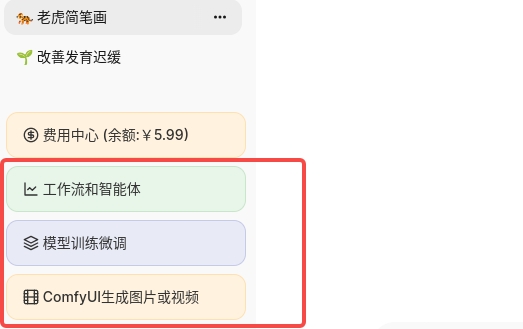 老虎简笔画
改善发育迟缓
费用中心 (余额:￥5.99)
工作流和智能体
模型训练微调
ComfyUI生成图片或视频